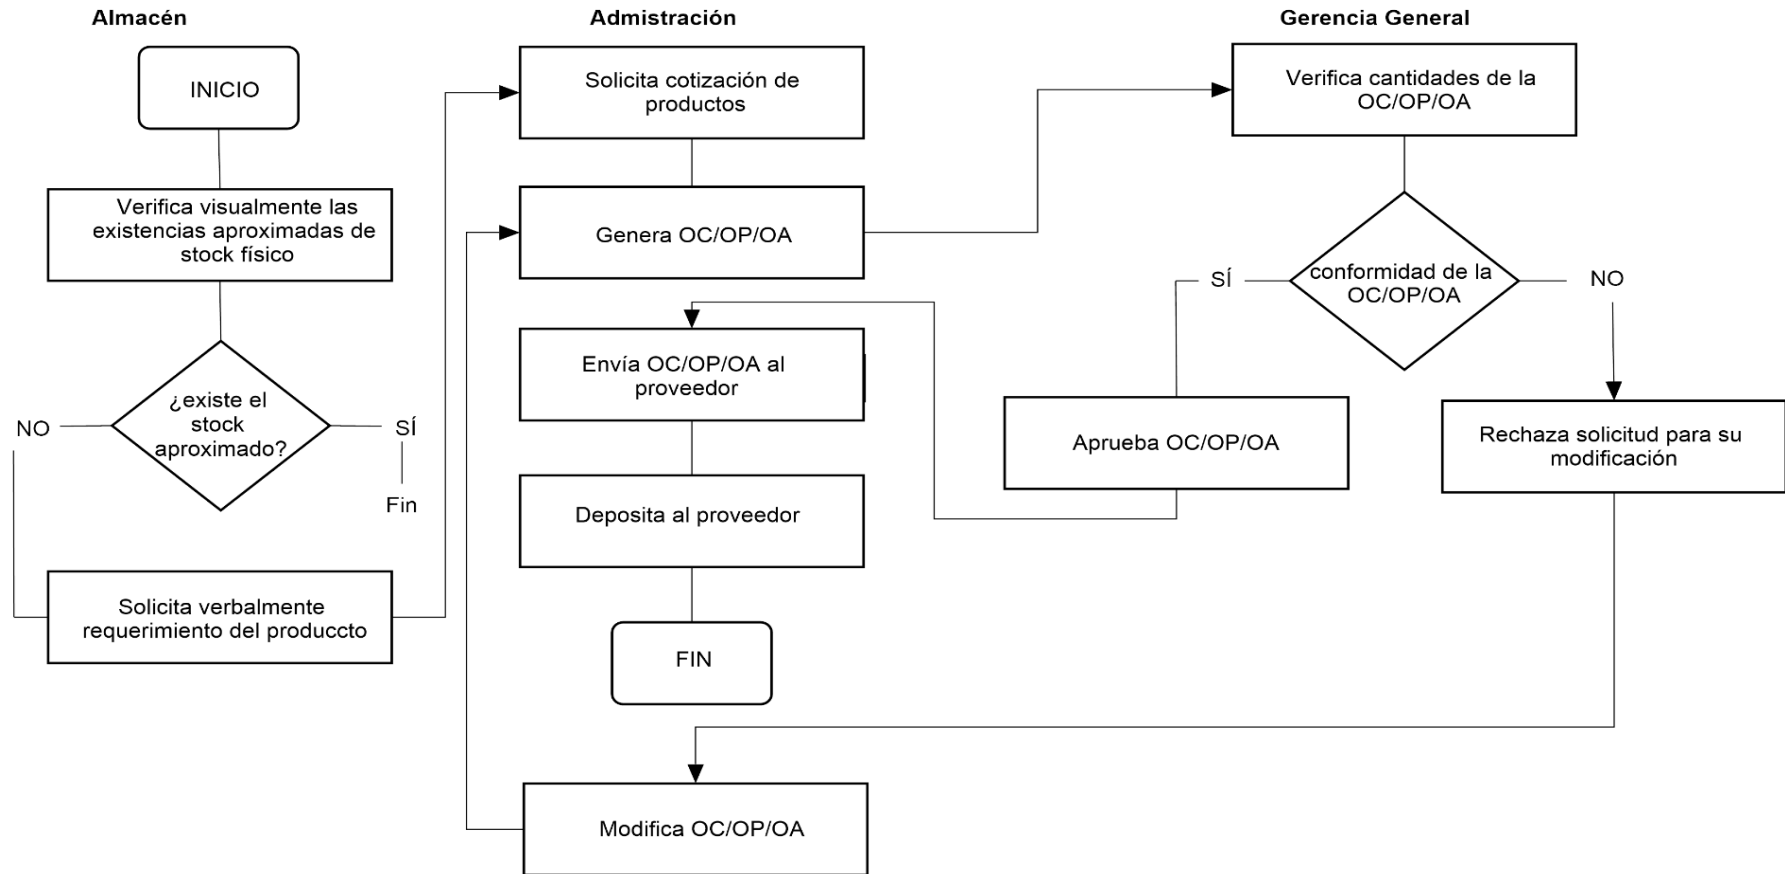 Almacén
INICIO
Verifica visualmente las
existencias aproximadas de
stock físico
¿existe el
stock
aproximado?
NO
SÍ
Fin
Solicita verbalmente
requerimiento del produccto
Admistración
Solicita cotización de
productos
Genera OC/OP/OA
Envía OC/OP/OA al
proveedor
Deposita al proveedor
FIN
Modifica OC/OP/OA
Gerencia General
Verifica cantidades de la
OC/OP/OA
conformidad de la
OC/OP/OA
SÍ
NO
Aprueba OC/OP/OA
Rechaza solicitud para su
modificación